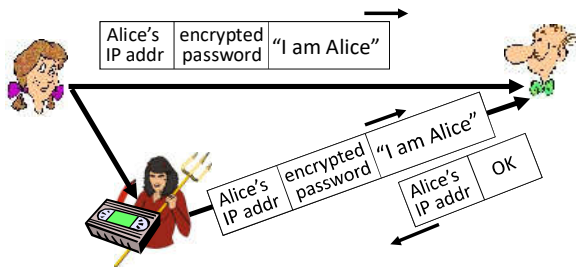 Alice's
IP addr
encrypted
password
“I am Alice”
Alice's
IP addr
encrypted
password
“I am Alice”
Alice's
IP addr
OK